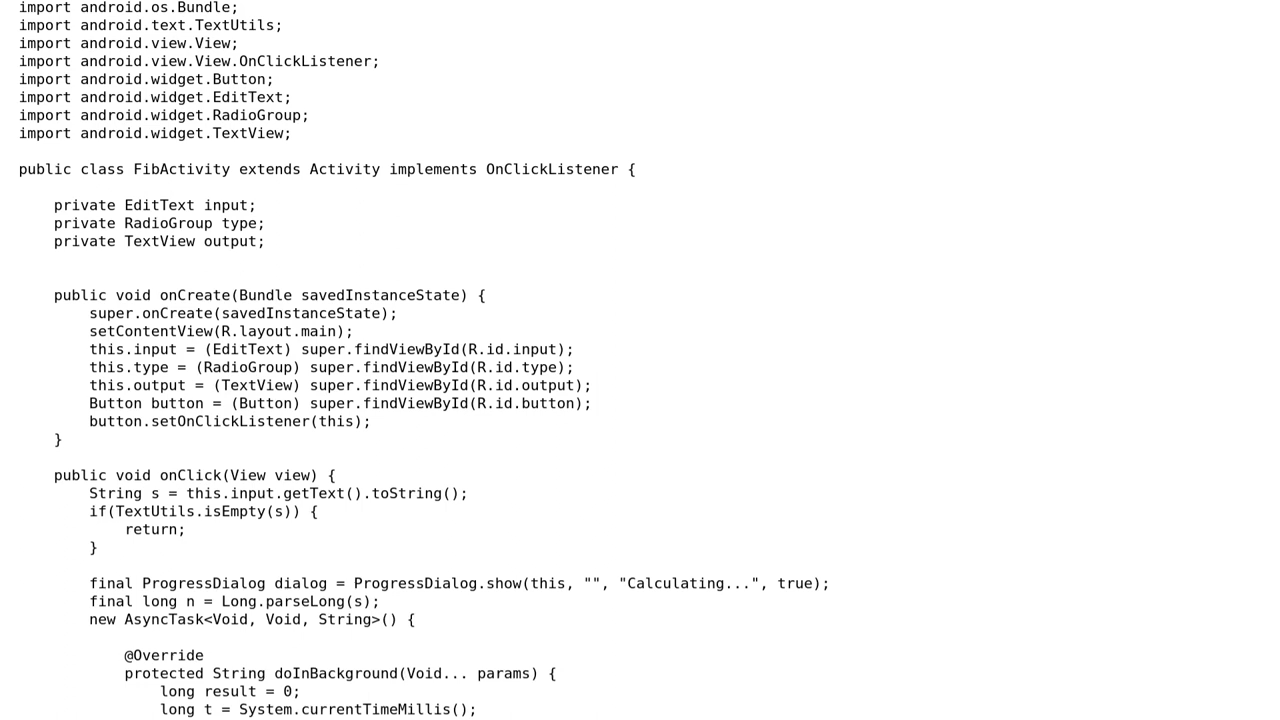 import android.os.Bundle;
import android.text.TextUtils;
import android.view.View;
import android.view.View.OnClickListener;
import android.widget.Button;
import android.widget.EditText;
import android.widget.RadioGroup;
import android.widget.TextView;

public class FibActivity extends Activity implements OnClickListener {

    private EditText input;
    private RadioGroup type;
    private TextView output;


    public void onCreate(Bundle savedInstanceState) {
        super.onCreate(savedInstanceState);
        setContentView(R.layout.main);
        this.input = (EditText) super.findViewById(R.id.input);
        this.type = (RadioGroup) super.findViewById(R.id.type);
        this.output = (TextView) super.findViewById(R.id.output);
        Button button = (Button) super.findViewById(R.id.button);
        button.setOnClickListener(this);
    }

    public void onClick(View view) {
        String s = this.input.getText().toString();
        if(TextUtils.isEmpty(s)) {
            return;
        }

        final ProgressDialog dialog = ProgressDialog.show(this, "", "Calculating...", true);
        final long n = Long.parseLong(s);
        new AsyncTask<Void, Void, String>() {

            @Override
            protected String doInBackground(Void... params) {
                long result = 0;
                long t = System.currentTimeMillis();